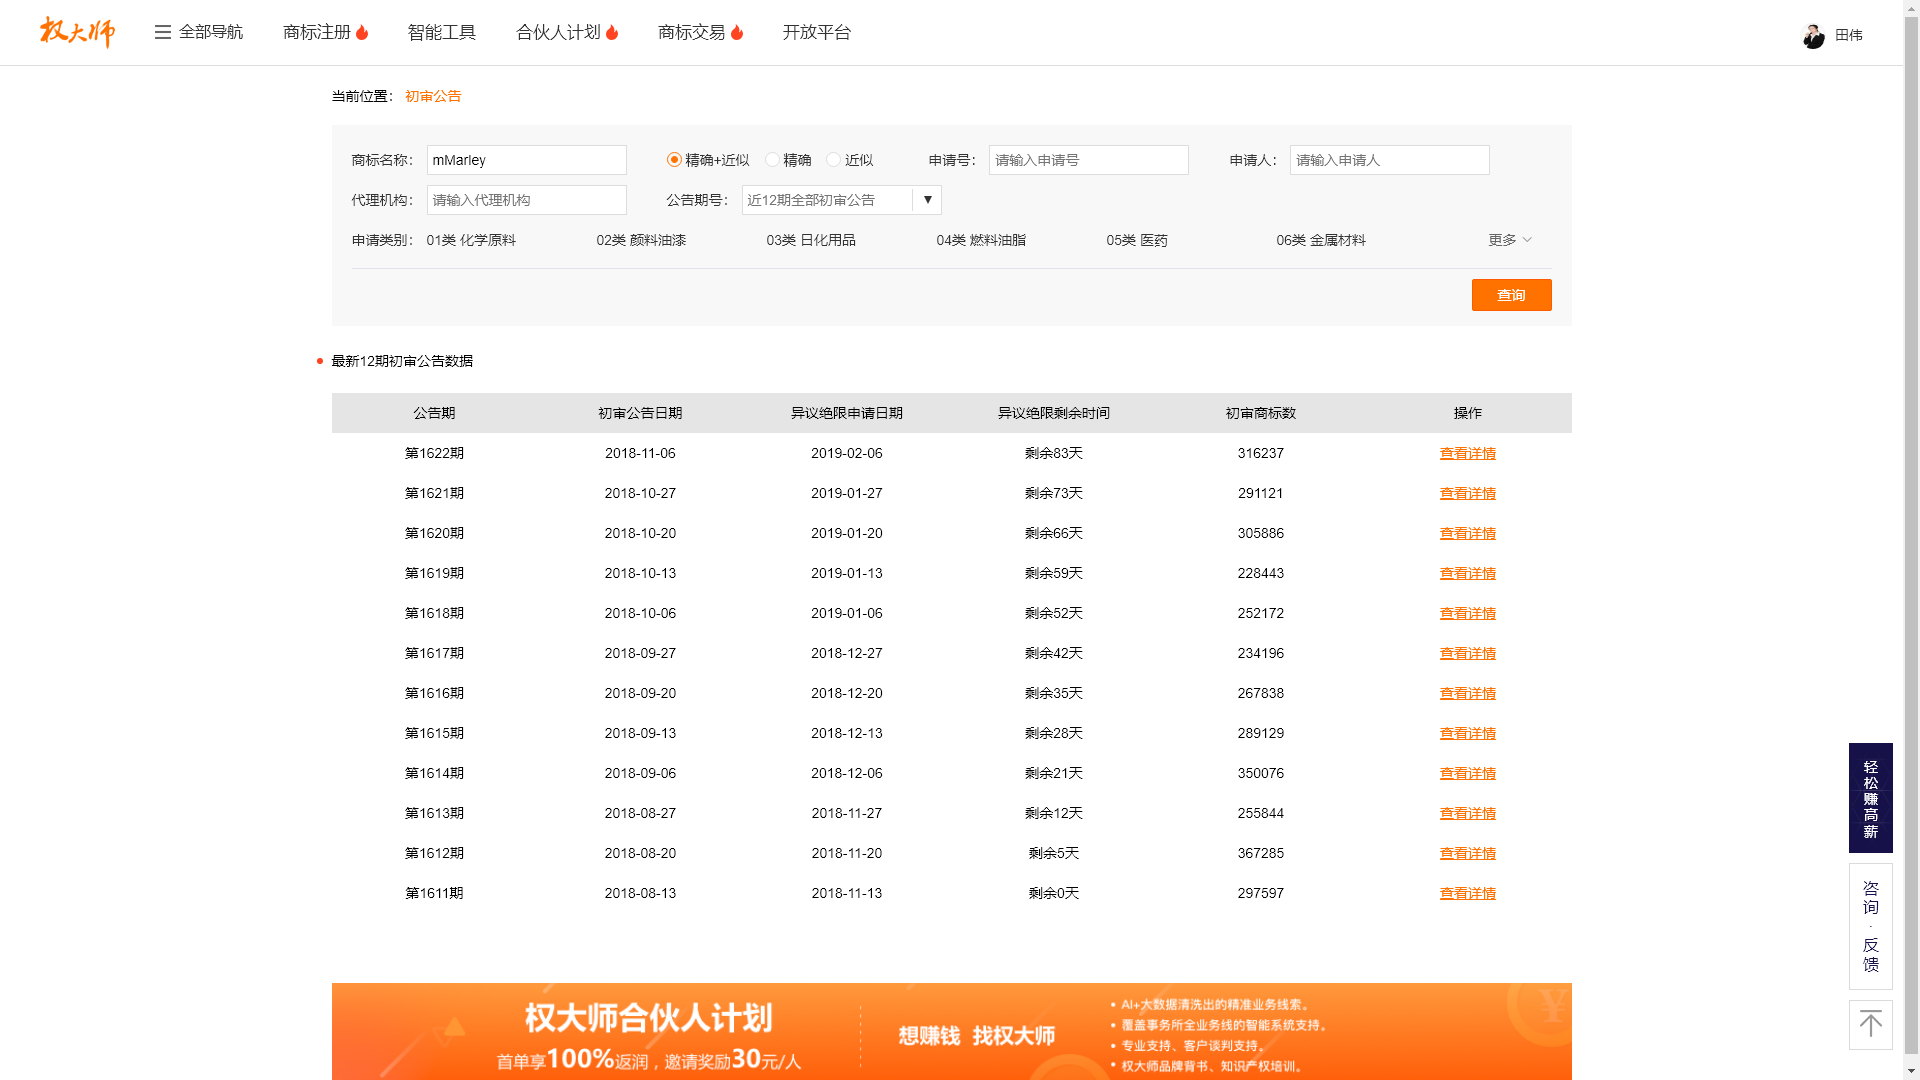 权大师 全部导航 商标注册 智能工具 合伙人计划 商标交易 开放平台 田伟
当前位置： 初审公告
商标名称： mMarley 精确+近似 精确 近似 申请号： 请输入申请号 申请人： 请输入申请人
代理机构： 请输入代理机构 公告期号： 近12期全部初审公告 ▼
申请类别： 01类 化学原料 02类 颜料油漆 03类 日化用品 04类 燃料油脂 05类 医药 06类 金属材料 更多
查询
最新12期初审公告数据
公告期 初审公告日期 异议绝限申请日期 异议绝限剩余时间 初审商标数 操作
第1622期 2018-11-06 2019-02-06 剩余83天 316237 查看详情
第1621期 2018-10-27 2019-01-27 剩余73天 291121 查看详情
第1620期 2018-10-20 2019-01-20 剩余66天 305886 查看详情
第1619期 2018-10-13 2019-01-13 剩余59天 228443 查看详情
第1618期 2018-10-06 2019-01-06 剩余52天 252172 查看详情
第1617期 2018-09-27 2018-12-27 剩余42天 234196 查看详情
第1616期 2018-09-20 2018-12-20 剩余35天 267838 查看详情
第1615期 2018-09-13 2018-12-13 剩余28天 289129 查看详情
第1614期 2018-09-06 2018-12-06 剩余21天 350076 查看详情
第1613期 2018-08-27 2018-11-27 剩余12天 255844 查看详情
第1612期 2018-08-20 2018-11-20 剩余5天 367285 查看详情
第1611期 2018-08-13 2018-11-13 剩余0天 297597 查看详情
轻松赚高薪
咨询·反馈
权大师合伙人计划
首单享100%返润，邀请奖励30元/人
想赚钱 找权大师
• AI+大数据清洗出的精准业务线索。
• 覆盖事务所全业务线的智能系统支持。
• 专业支持、客户谈判支持。
• 权大师品牌背书、知识产权培训。